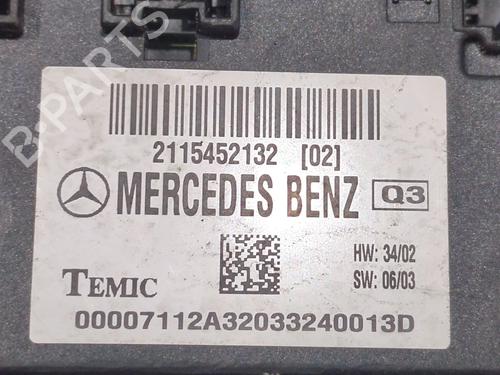 2115452132 [02]
MERCEDES BENZ Q3
HW: 34/02
SW: 06/03
TEMIC
00007112A32033240013D
B-PARTS